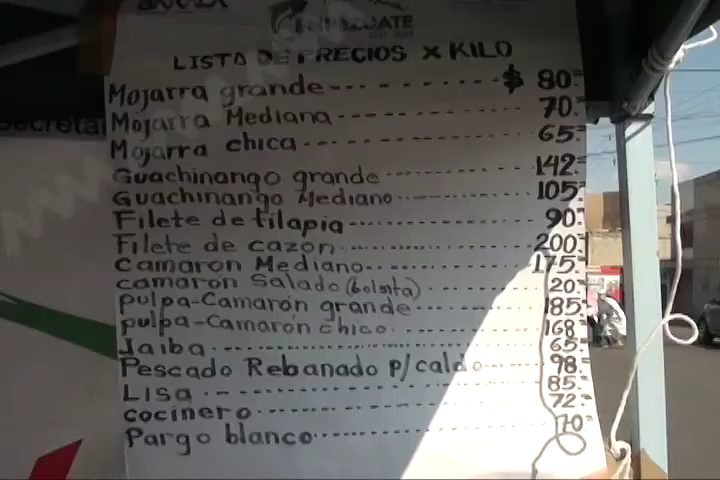 LISTA DE PRECIOS X KILO
Mojarra grande--------- $ 80=
Mojarra Mediana--------- 70=
Mojarra chica--------- 65=
Guachinango grande--------- 142=
Guachinango Mediano--------- 105=
Filete de tilapia--------- 90=
Filete de cazon--------- 200=
Camaron Mediano--------- 175=
camaron Salado (bolsita)--------- 20=
pulpa-Camaron grande--------- 185=
pulpa-Camaron chico--------- 168=
Jaiba--------- 65=
Pescado Rebanado p/caldo----- 98=
Lisa--------- 85=
cocinero--------- 72=
Pargo blanco--------- 70=